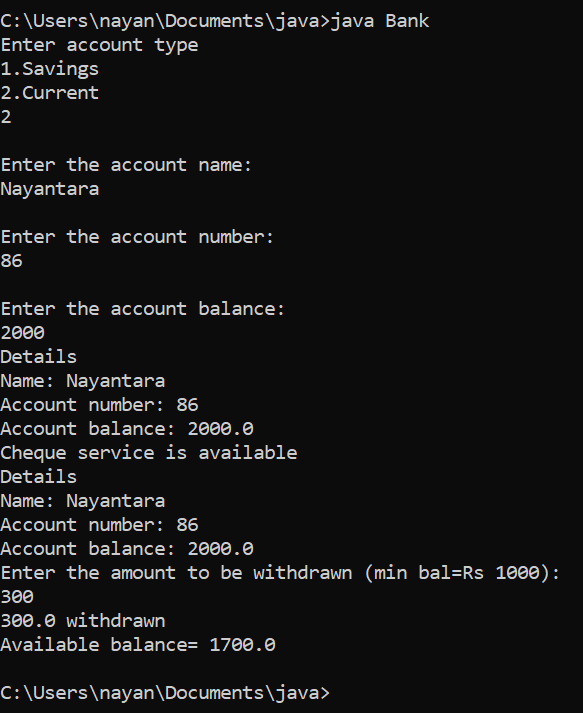 C:\Users\nayan\Documents\java>java Bank
Enter account type
1.Savings
2.Current
2
Enter the account name:
Nayantara
Enter the account number:
86
Enter the account balance:
2000
Details
Name: Nayantara
Account number: 86
Account balance: 2000.0
Cheque service is available
Details
Name: Nayantara
Account number: 86
Account balance: 2000.0
Enter the amount to be withdrawn (min bal=Rs 1000):
300
300.0 withdrawn
Available balance= 1700.0
C:\Users\nayan\Documents\java>